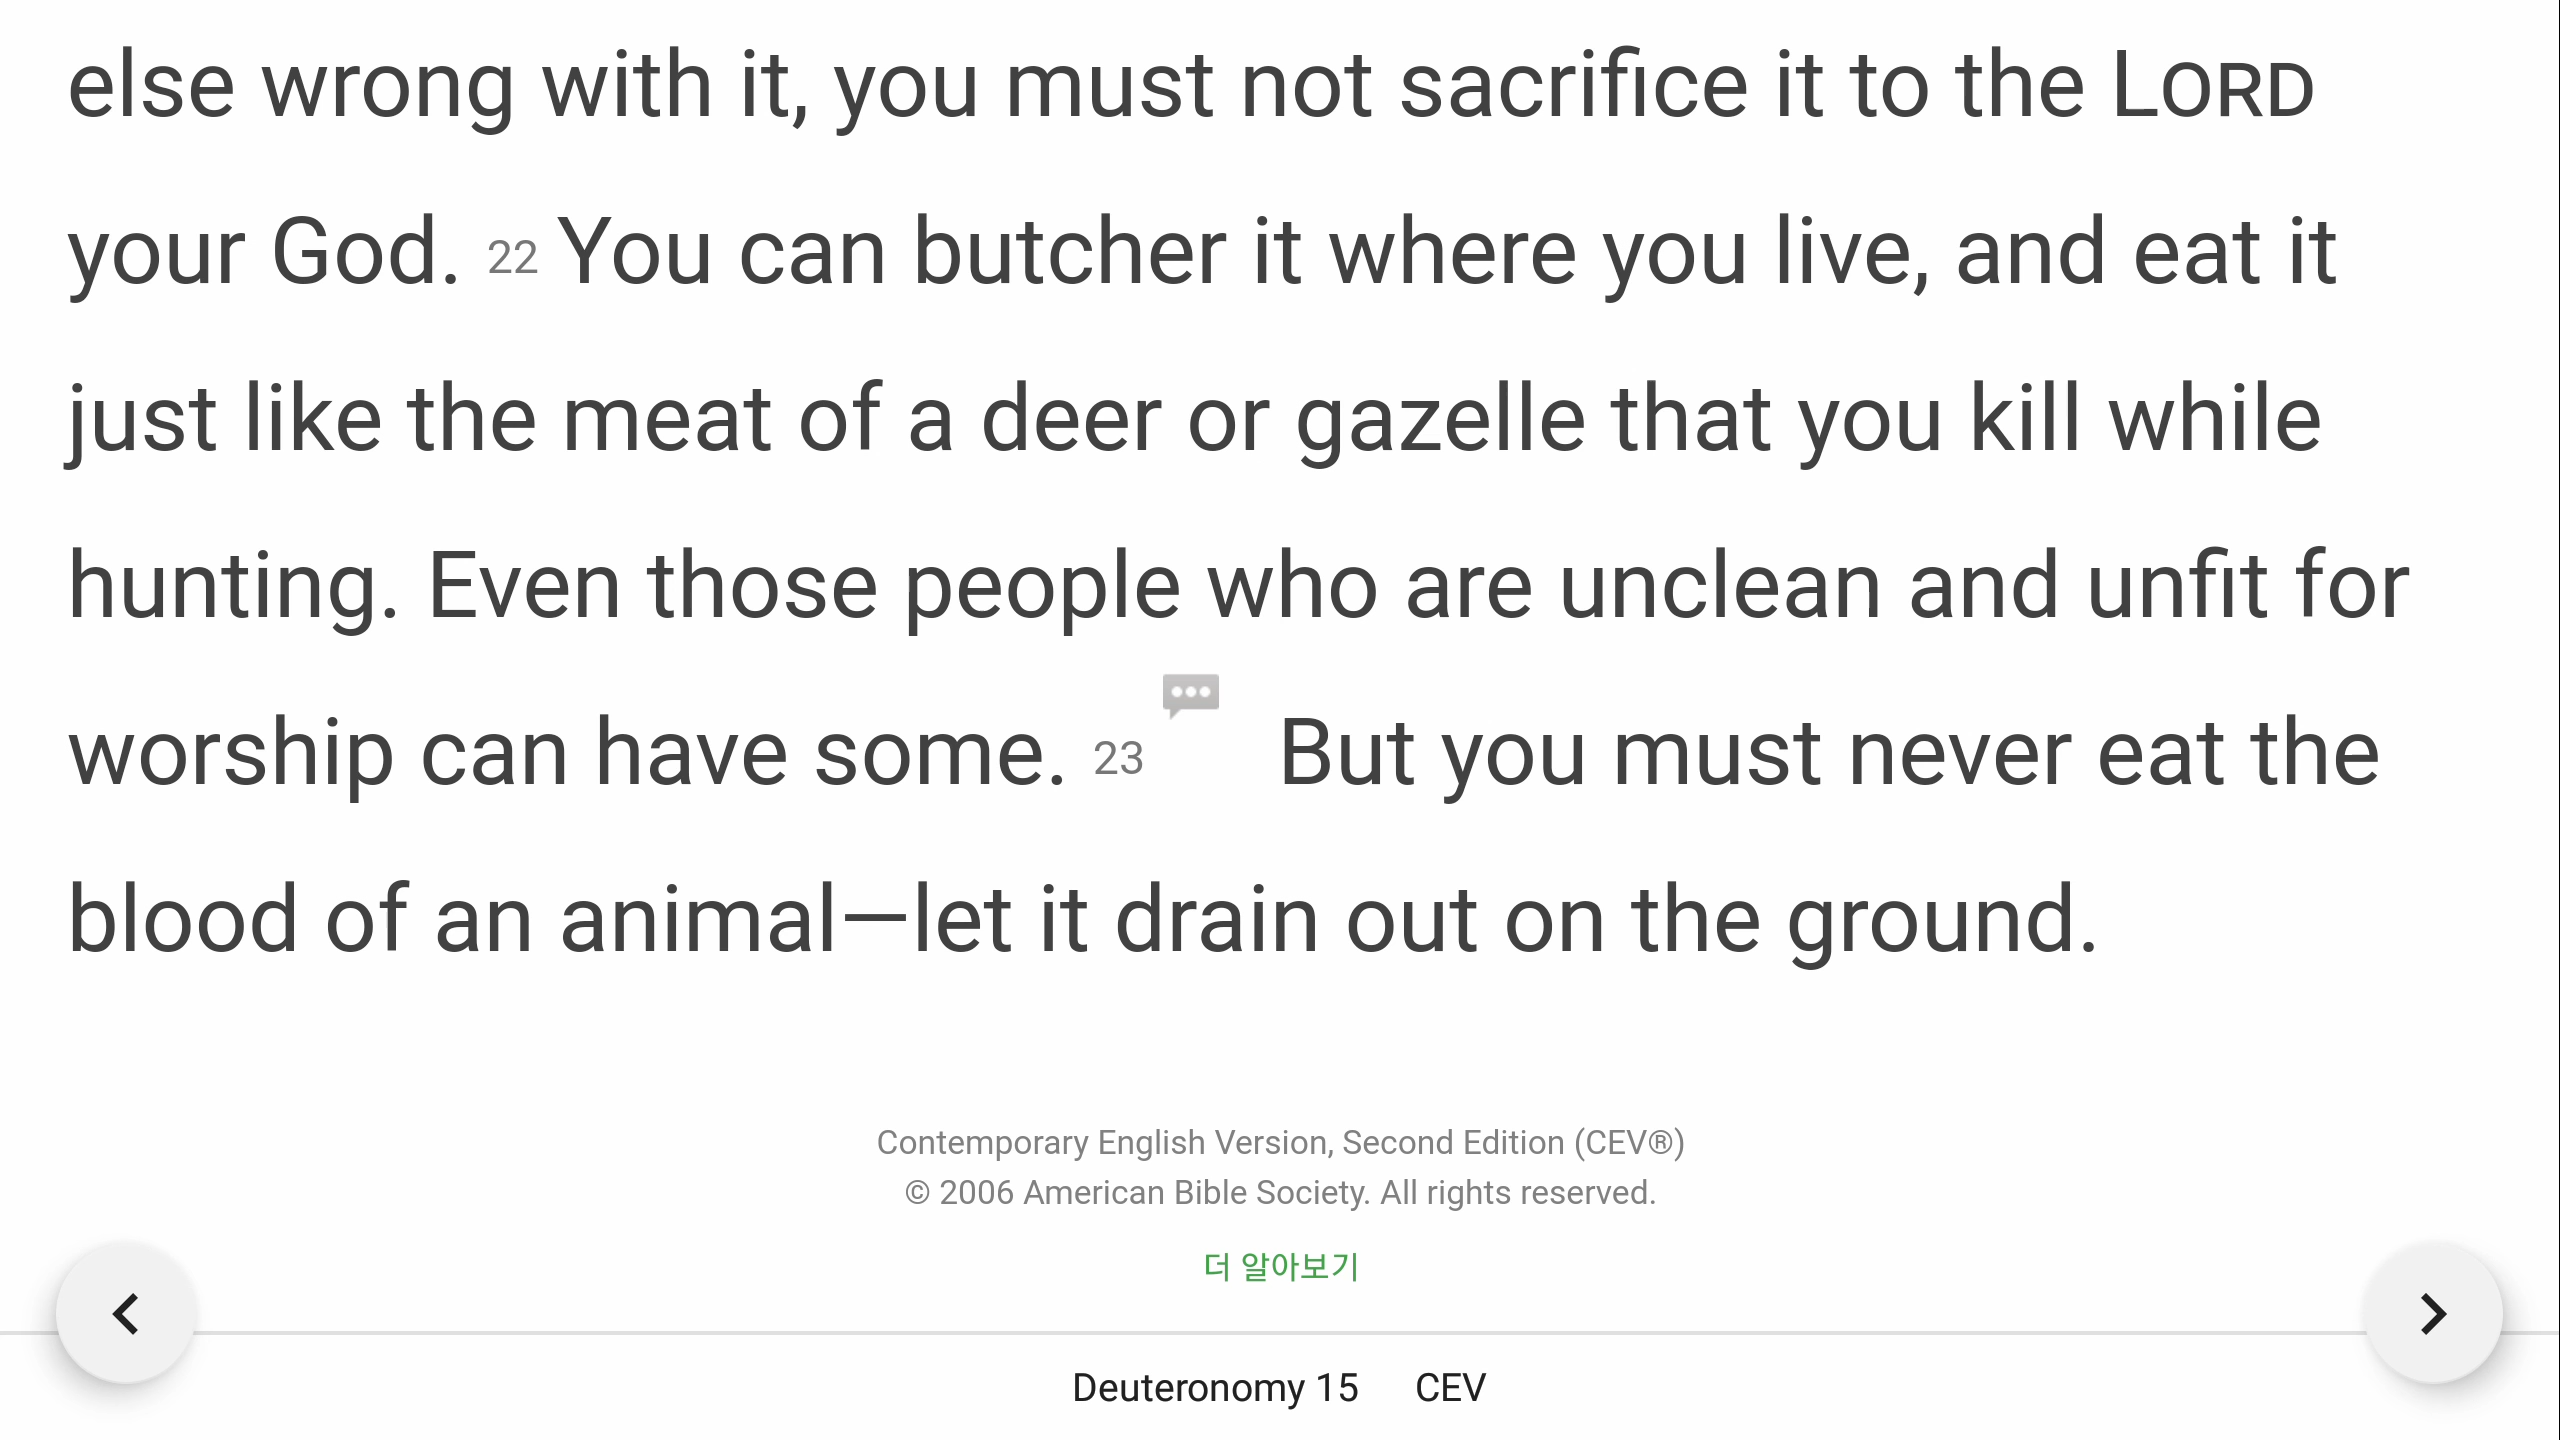 else wrong with it, you must not sacrifice it to the LORD
your God. 22 You can butcher it where you live, and eat it
just like the meat of a deer or gazelle that you kill while
hunting. Even those people who are unclean and unfit for
worship can have some. 23 But you must never eat the
blood of an animal—let it drain out on the ground.
Contemporary English Version, Second Edition (CEV®)
© 2006 American Bible Society. All rights reserved.
더 알아보기
Deuteronomy 15 CEV